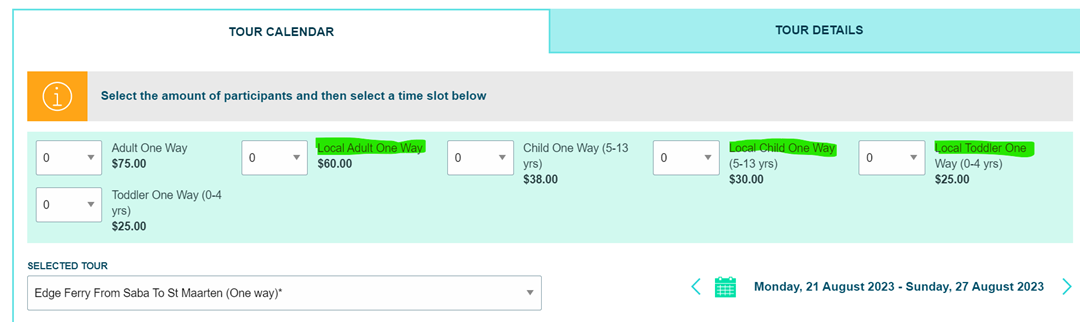 TOUR CALENDAR
TOUR DETAILS
Select the amount of participants and then select a time slot below
0
Adult One Way
$75.00
0
Local Adult One Way
$60.00
0
Child One Way (5-13
yrs)
$38.00
0
Local Child One Way
(5-13 yrs)
$30.00
0
Local Toddler One
Way (0-4 yrs)
$25.00
0
Toddler One Way (0-4
yrs)
$25.00
SELECTED TOUR
Edge Ferry From Saba To St Maarten (One way)*
Monday, 21 August 2023 - Sunday, 27 August 2023